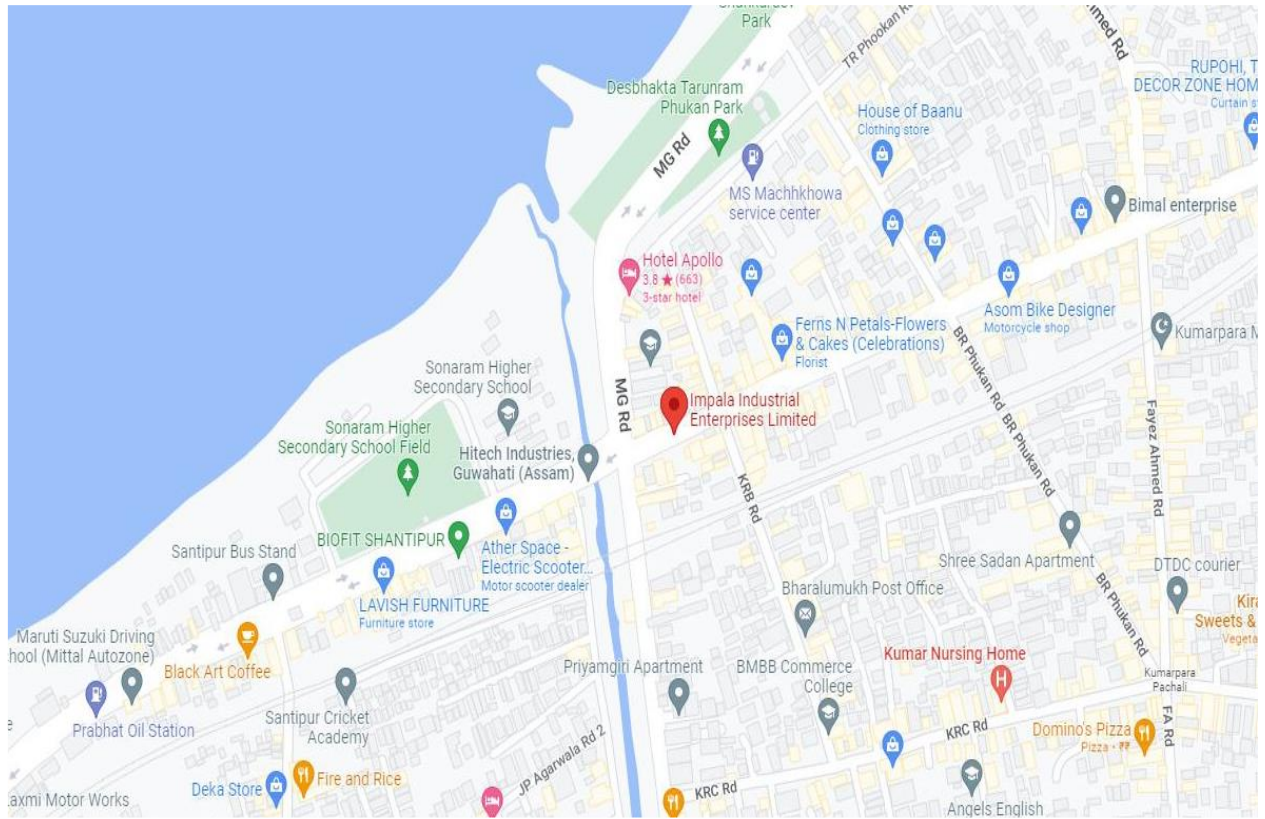 Park
TR Phookan Rd
Ahmed Rd
Desbhakta Tarunram
Phukan Park
MG Rd
RUPOHI, T
DECOR ZONE HOM
Curtain s
House of Baanu
Clothing store
MS Machhkhowa
service center
Bimal enterprise
Hotel Apollo
3.8 ★ (663)
3-star hotel
Ferns N Petals-Flowers
& Cakes (Celebrations)
Florist
Asom Bike Designer
Motorcycle shop
Kumarpara M
BR Phukan Rd
BR Phukan Rd
Fayez Ahmed Rd
Sonaram Higher
Secondary School
MG Rd
Impala Industrial
Enterprises Limited
Sonaram Higher
Secondary School Field
Hitech Industries,
Guwahati (Assam)
KRB Rd
BIOFIT SHANTIPUR
Ather Space -
Electric Scooter...
Motor scooter dealer
Santipur Bus Stand
LAVISH FURNITURE
Furniture store
Shree Sadan Apartment
DTDC courier
Bharalumukh Post Office
BR Phukan Rd
Kira
Sweets &
Vegeta
Maruti Suzuki Driving
hool (Mittal Autozone)
Black Art Coffee
Priyamgiri Apartment
BMBB Commerce
College
Kumar Nursing Home
Kumarpara
Pachali
Prabhat Oil Station
Santipur Cricket
Academy
JP Agarwala Rd 2
KRC Rd
Domino's Pizza
Pizza - ₹₹
FA Rd
Deka Store
Fire and Rice
KRC Rd
axmi Motor Works
Angels English